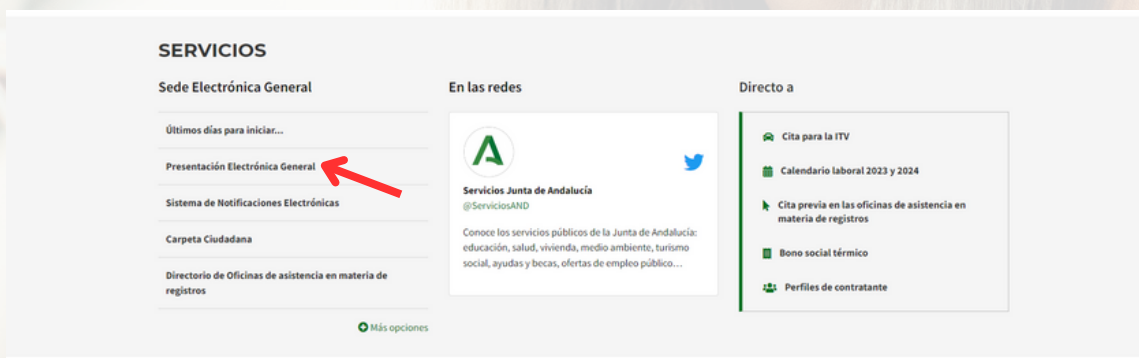 SERVICIOS
Sede Electrónica General
Últimos días para iniciar...
Presentación Electrónica General
Sistema de Notificaciones Electrónicas
Carpeta Ciudadana
Directorio de Oficinas de asistencia en materia de
registros
Más opciones
En las redes
Servicios Junta de Andalucía
@ServiciosAND
Conoce los servicios públicos de la Junta de Andalucía:
educación, salud, vivienda, medio ambiente, turismo
social, ayudas y becas, ofertas de empleo público...
Directo a
Cita para la ITV
Calendario laboral 2023 y 2024
Cita previa en las oficinas de asistencia en
materia de registros
Bono social térmico
Perfiles de contratante